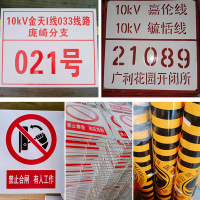 10kV金天I线033线路
庞崎分支
021号
10kV 嘉伦线
10kV 毓恬线
21089
广利花园开闭所
禁止合闸 有人工作